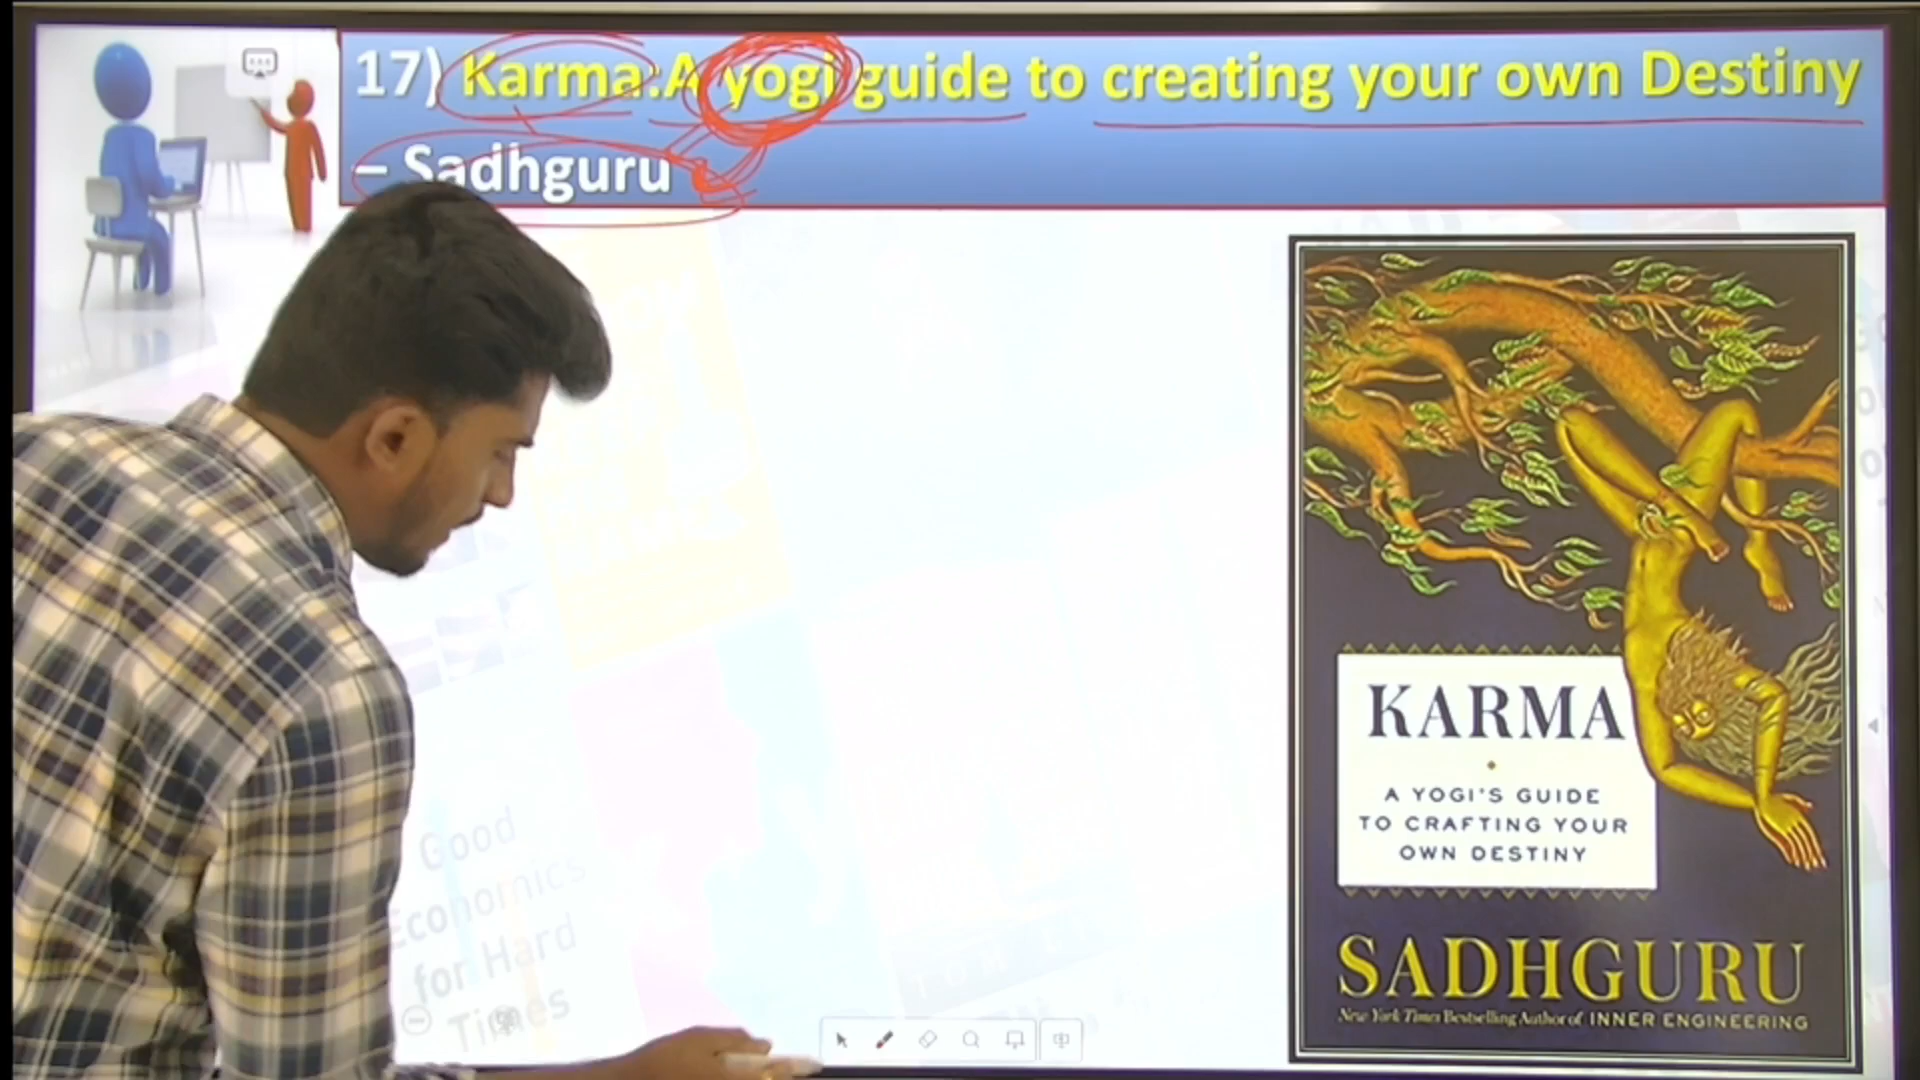 17) Karma:A yogi guide to creating your own Destiny
– Sadhguru
Good
Economics
for Hard
Times
KARMA
A YOGI'S GUIDE
TO CRAFTING YOUR
OWN DESTINY
SADHGURU
New York Times Bestselling Author of INNER ENGINEERING